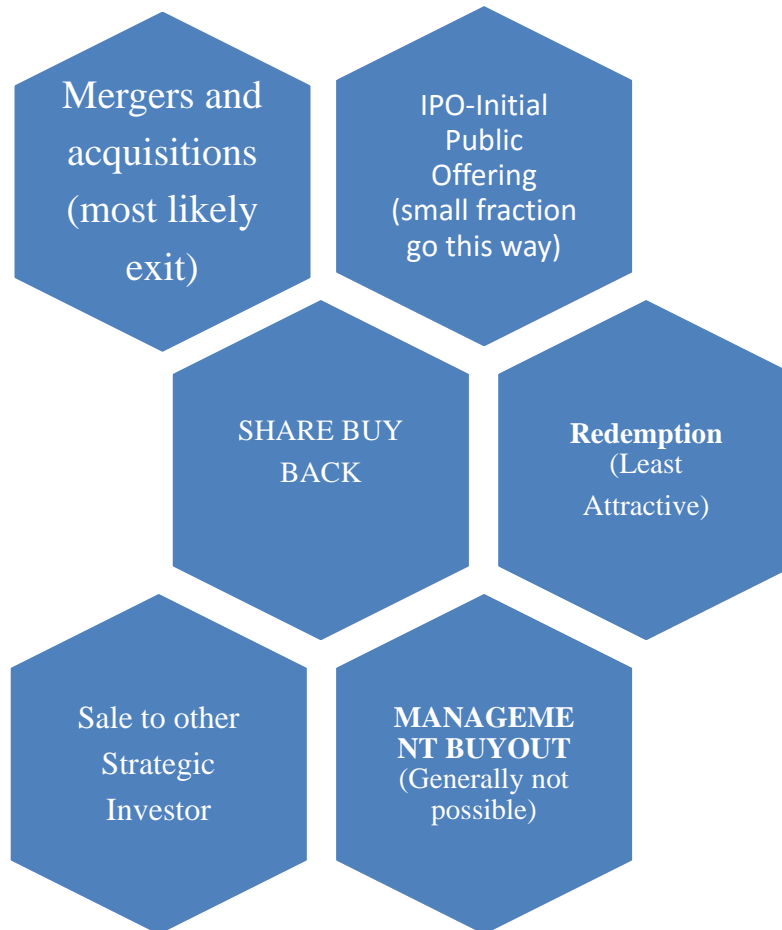 Mergers and
acquisitions
(most likely
exit)
IPO-Initial
Public
Offering
(small fraction
go this way)
SHARE BUY
BACK
Redemption
(Least
Attractive)
Sale to other
Strategic
Investor
MANAGEME
NT BUYOUT
(Generally not
possible)